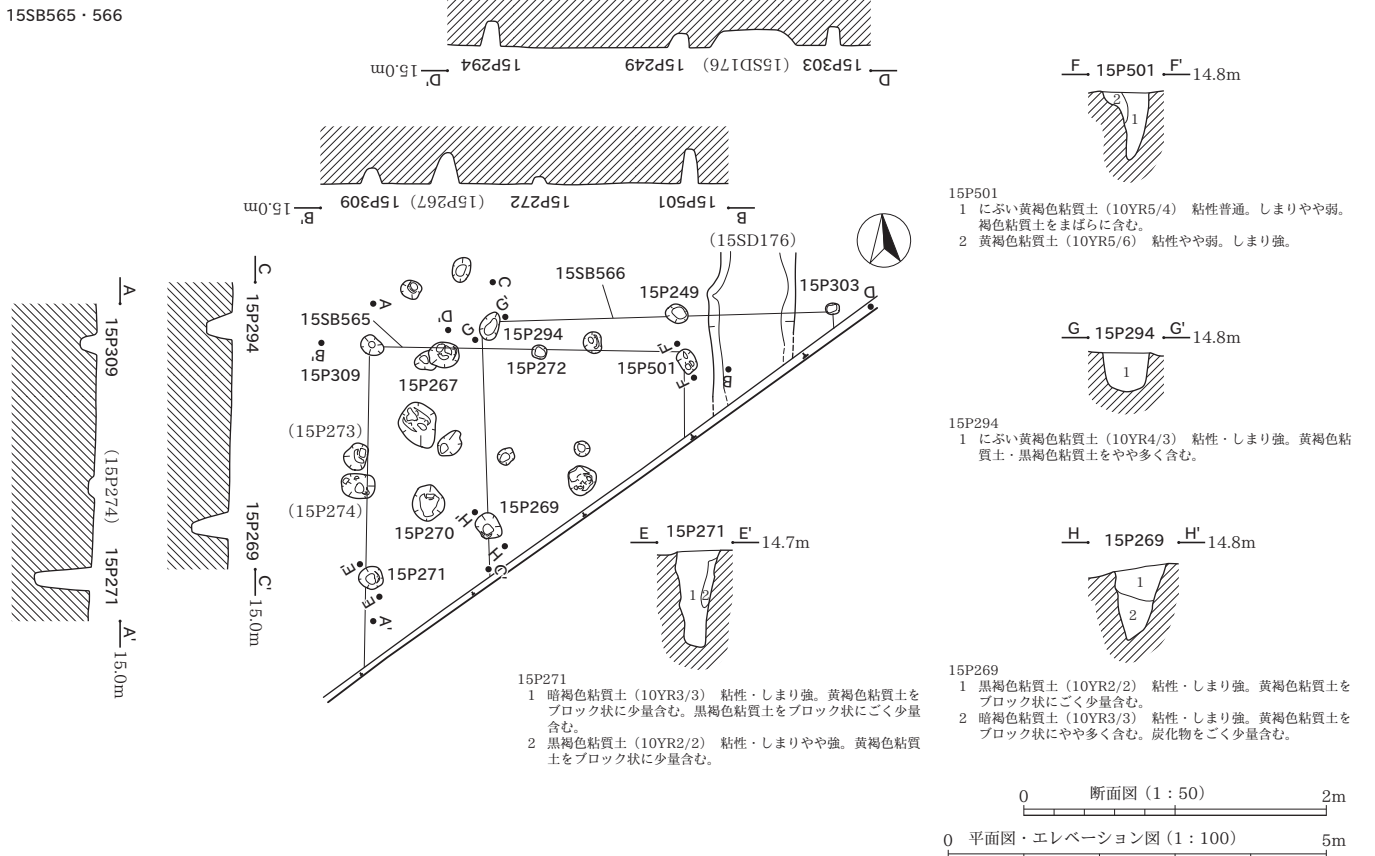 15SB565・566
15P294
15P249
(15SD176)
15P303
D'
15.0m
D
15P309
(15P267)
15P272
15P501
B'
15.0m
B
F 15P501 F' 14.8m
1 2
15P501
1 にぶい黄褐色粘質土（10YR5/4） 粘性普通。しまりやや弱。
褐色粘質土をまばらに含む。
2 黄褐色粘質土（10YR5/6） 粘性やや弱。しまり強。
A
15P309
(15P274)
15P271
A'
15.0m
C
15P294
15P269
C'
15.0m
(15SD176)
15SB566
15P249
15P303
D
C
G'
A
D'
G
15SB565
15P294
B'
15P309
15P267
15P272
15P501
F'
F
B
(15P273)
(15P274)
15P270
15P269
H'
H
C'
E'
15P271
E
A'
G 15P294 G' 14.8m
1
15P294
1 にぶい黄褐色粘質土（10YR4/3） 粘性・しまり強。黄褐色粘
質土・黒褐色粘質土をやや多く含む。
E 15P271 E' 14.7m
1 2
15P271
1 暗褐色粘質土（10YR3/3） 粘性・しまり強。黄褐色粘質土を
ブロック状に少量含む。黒褐色粘質土をブロック状にごく少量
含む。
2 黒褐色粘質土（10YR2/2） 粘性・しまりやや強。黄褐色粘質
土をブロック状に少量含む。
H 15P269 H' 14.8m
1
2
15P269
1 黒褐色粘質土（10YR2/2） 粘性・しまり強。黄褐色粘質土を
ブロック状にごく少量含む。
2 暗褐色粘質土（10YR3/3） 粘性・しまり強。黄褐色粘質土を
ブロック状にやや多く含む。炭化物をごく少量含む。
0 断面図（1：50） 2m
0 平面図・エレベーション図（1：100） 5m